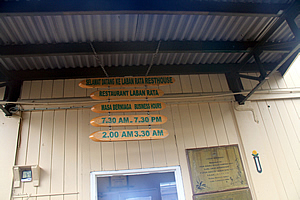 SELAMAT DATANG KE LABAN RATA RESTHOUSE
RESTAURANT LABAN RATA
MASA BERNIAGA BUSINESS HOURS
7.30 AM. - 7.30 PM
2.00 AM-3.30 AM.